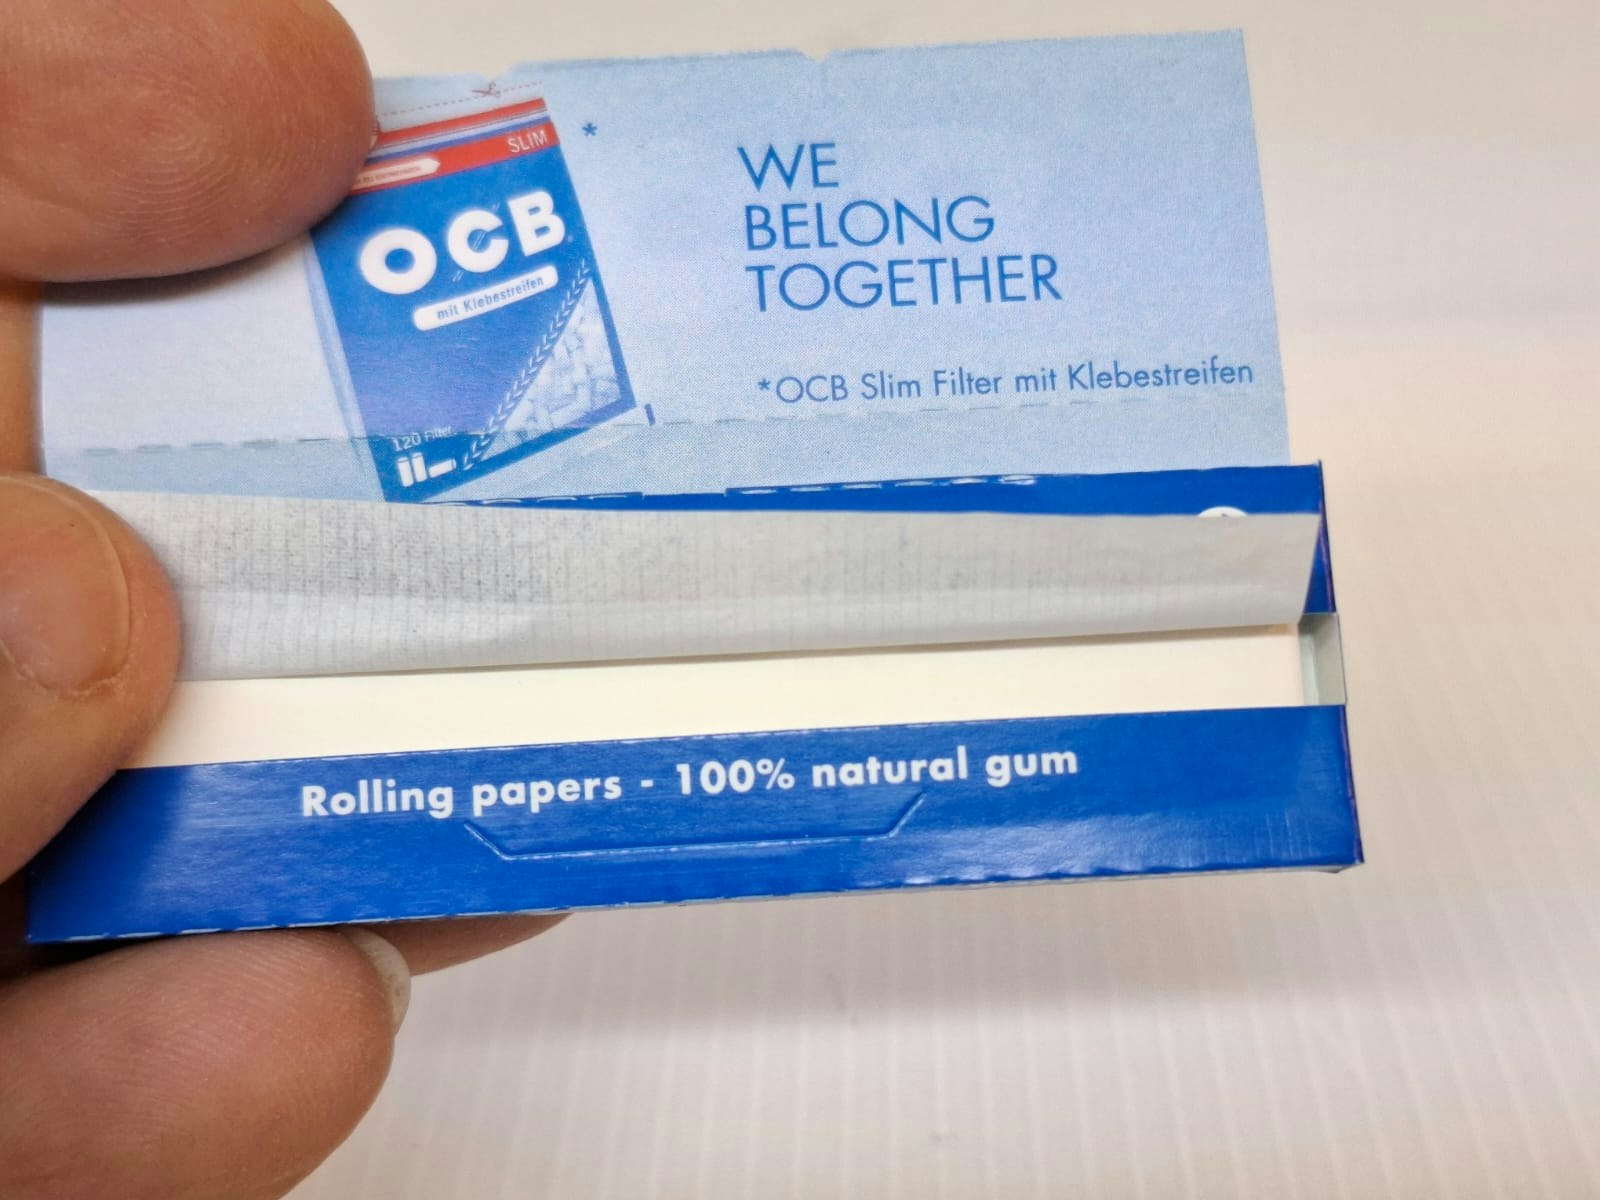 SLIM
OCB
mit Klebestreifen
120 Filter
*
WE
BELONG
TOGETHER
*OCB Slim Filter mit Klebestreifen
Rolling papers - 100% natural gum